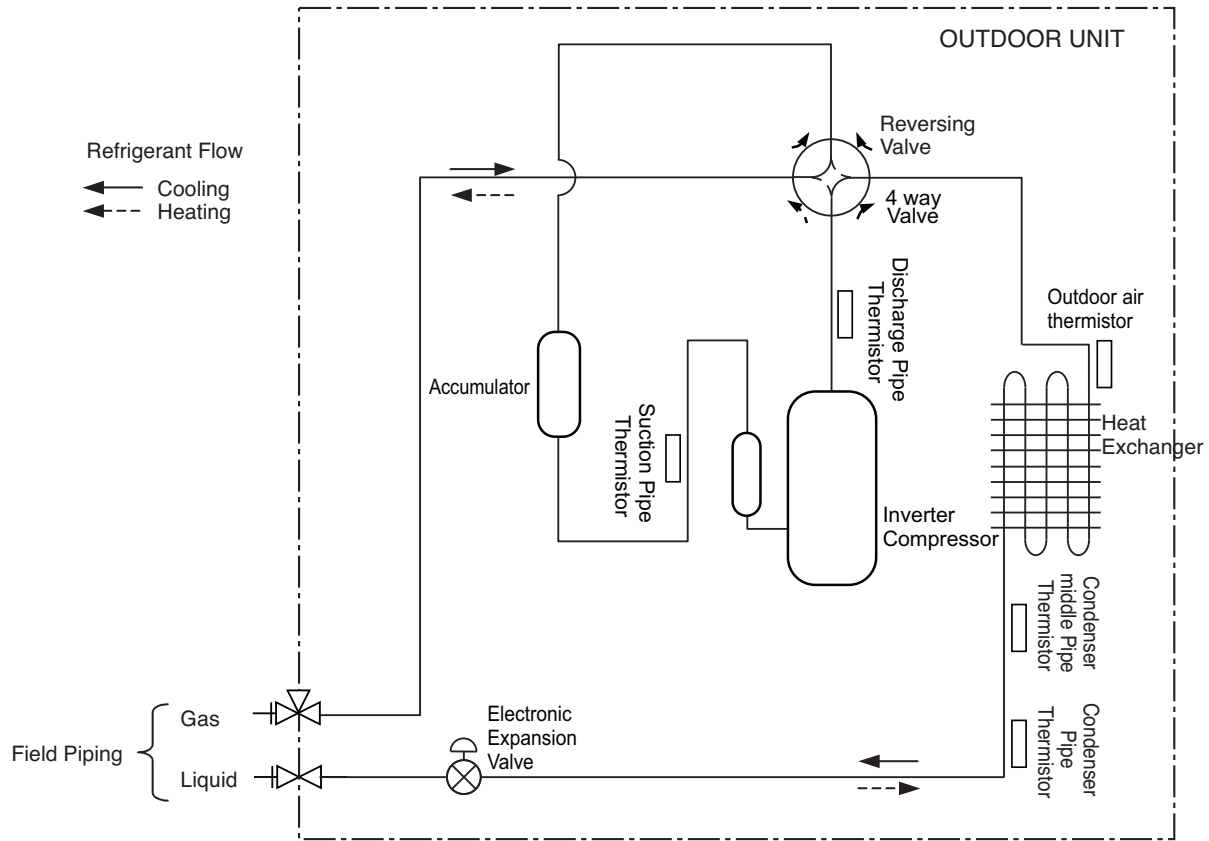 OUTDOOR UNIT
Reversing
Valve
Refrigerant Flow
Cooling
Heating
4 way
Valve
Discharge Pipe
Thermistor
Outdoor air
thermistor
Accumulator
Suction Pipe
Thermistor
Heat
Exchanger
Inverter
Compressor
Condenser
middle Pipe
Thermistor
Condenser
Pipe
Thermistor
Electronic
Expansion
Valve
Gas
Field Piping
Liquid